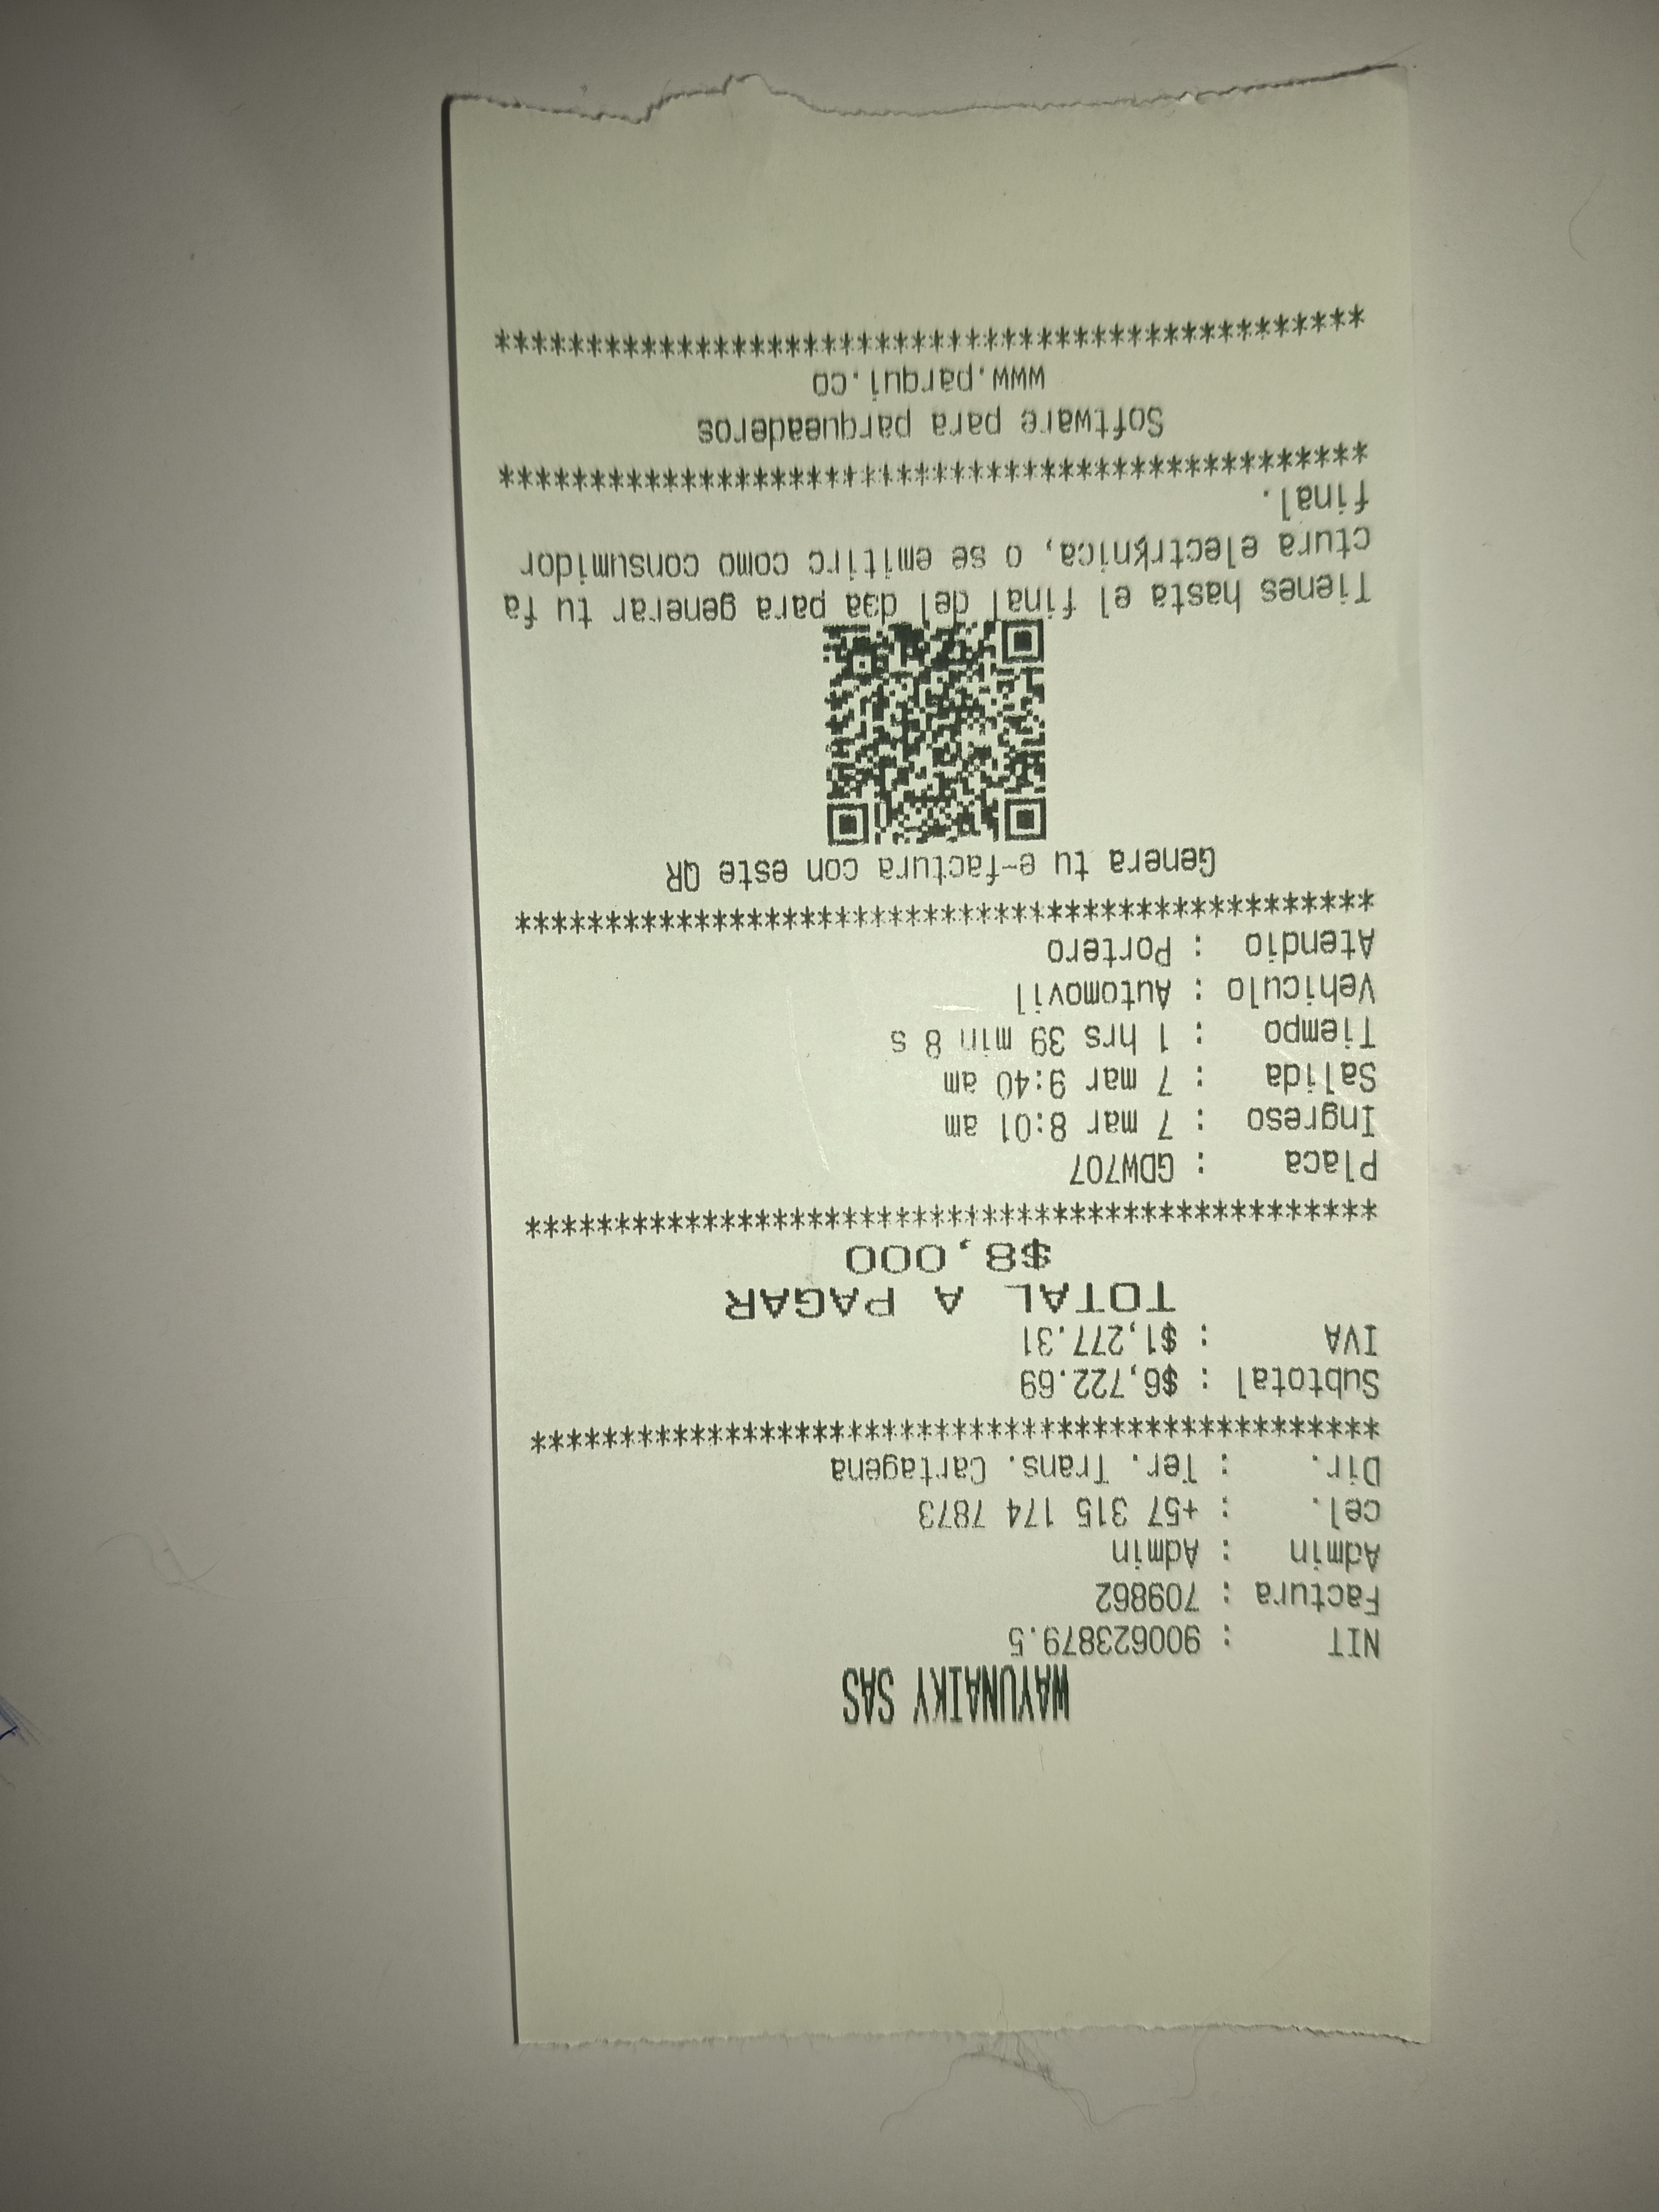 WAYUNAIKY SAS
NIT : 900623879.5
Factura : 709862
Admin : Admin
cel. : +57 315 174 7873
Dir. : Ter. Trans. Cartagena
****************************************
Subtotal : $6,722.69
IVA : $1,277.31
TOTAL A PAGAR
$8,000
****************************************
Placa : GDW707
Ingreso : 7 mar 8:01 am
Salida : 7 mar 9:40 am
Tiempo : 1 hrs 39 min 8 s
Vehiculo : Automovil
Atendio : Portero
****************************************
Genera tu e-factura con este QR
Tienes hasta el final del dэa para generar tu fa
ctura electrқnica, o se emitirс como consumidor
final.
****************************************
Software para parqueaderos
www.parqui.co
****************************************